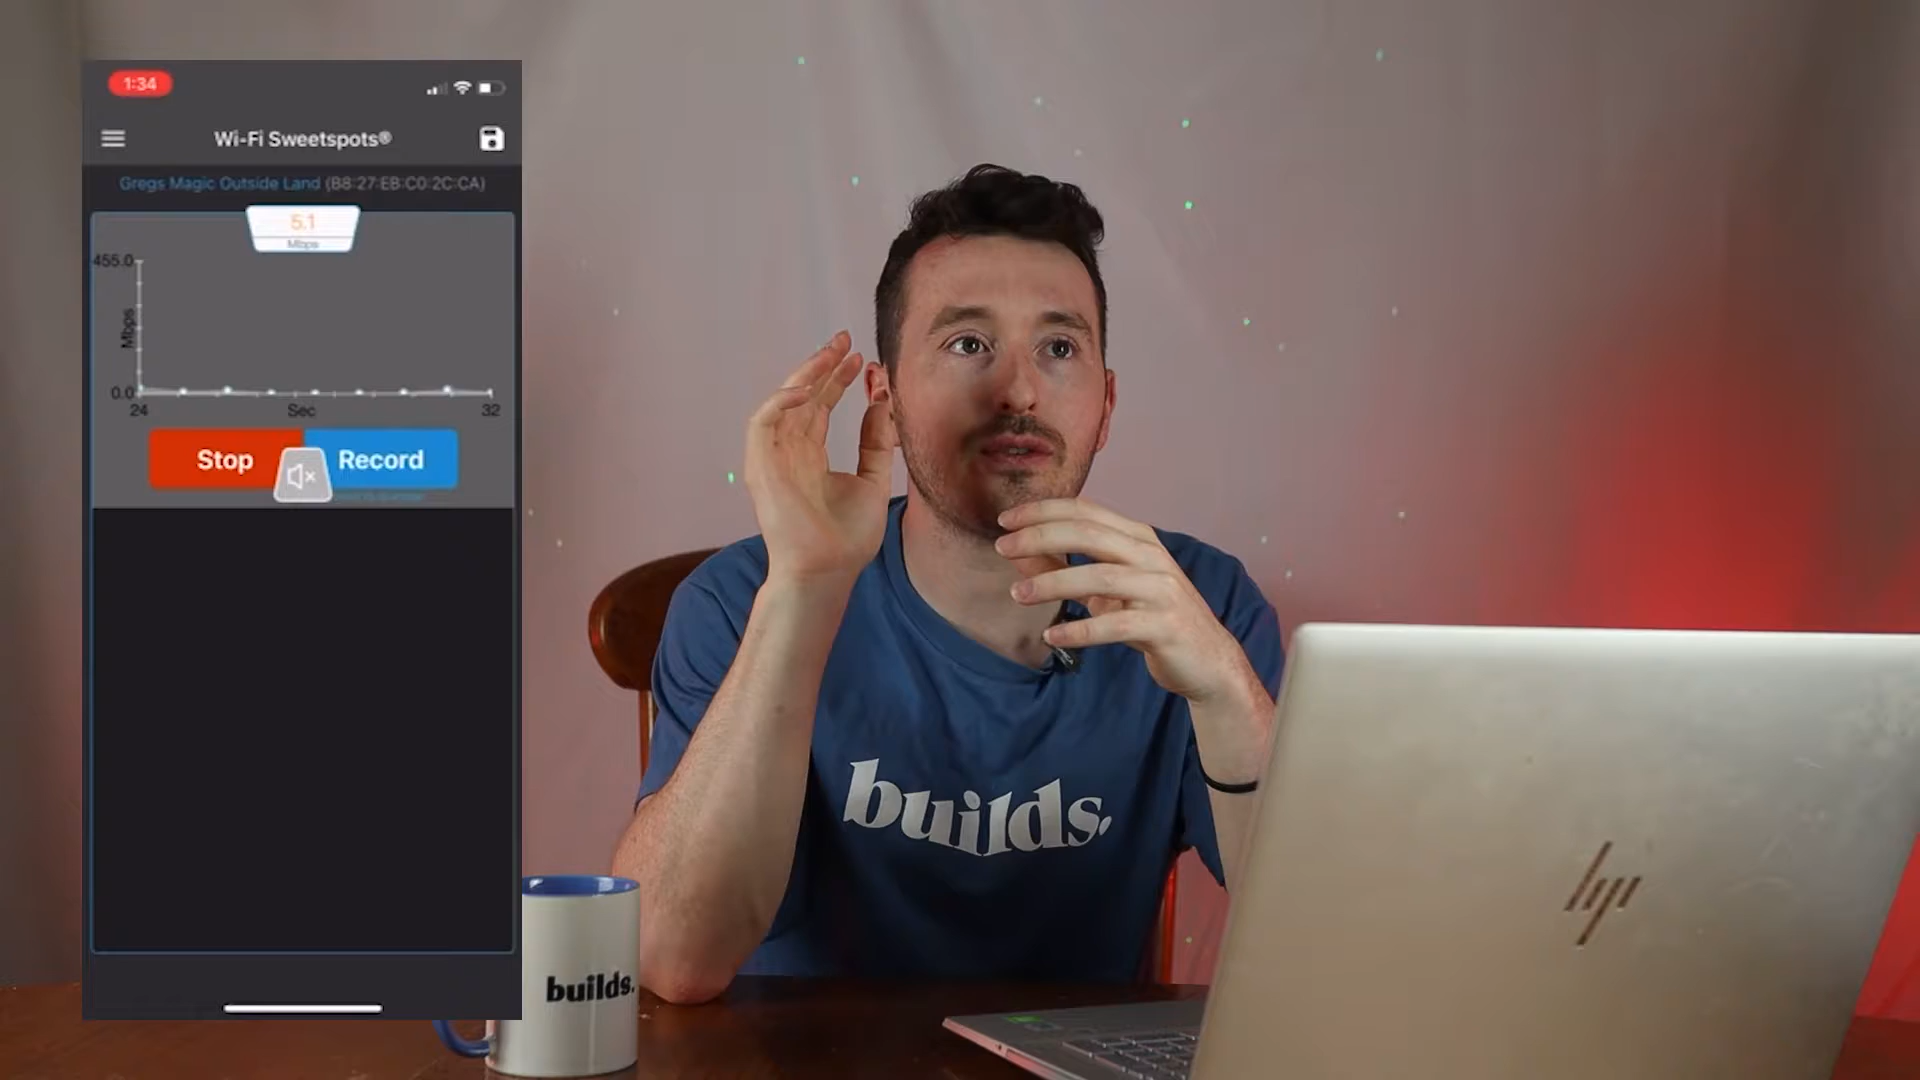 1:34
Wi-Fi Sweetspots®
Gregs Magic Outside Land (B8:27:EB:C0:2C:CA)
5.1
Mbps
455.0
Mbps
0.0
24 Sec 32
Stop Record
builds.
builds.
hp